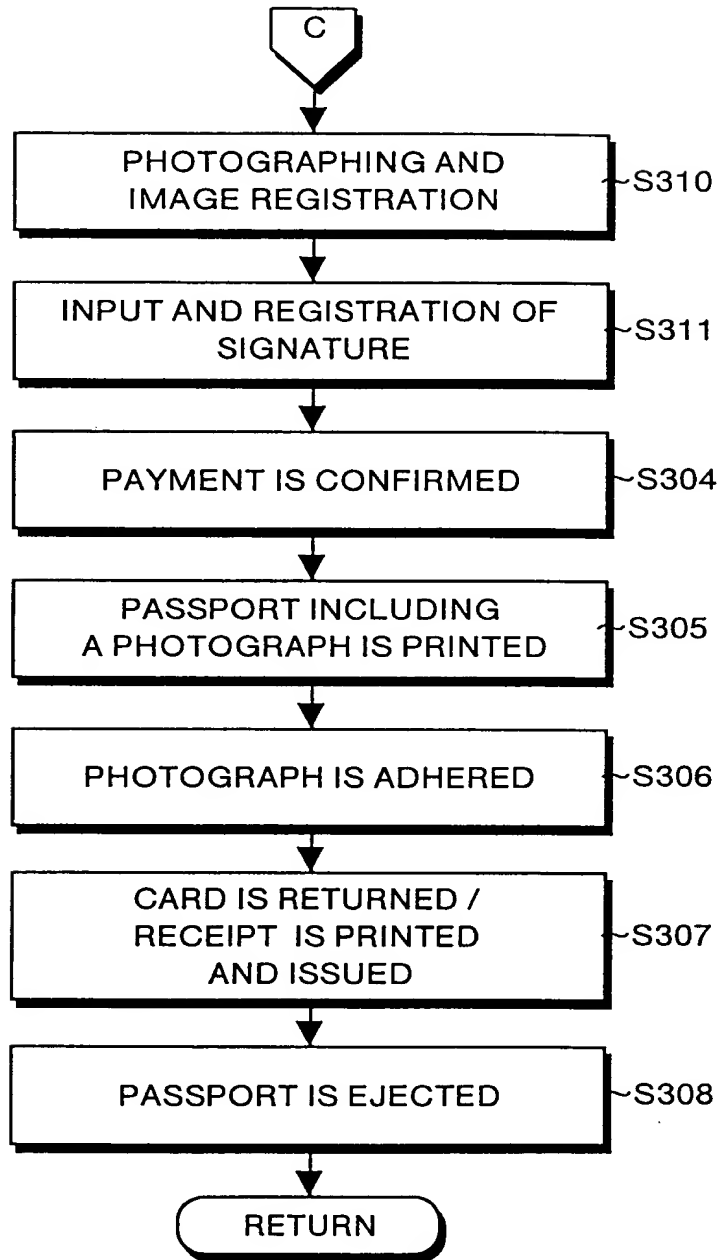 C
PHOTOGRAPHING AND
IMAGE REGISTRATION
S310
INPUT AND REGISTRATION OF
SIGNATURE
S311
PAYMENT IS CONFIRMED
S304
PASSPORT INCLUDING
A PHOTOGRAPH IS PRINTED
S305
PHOTOGRAPH IS ADHERED
S306
CARD IS RETURNED /
RECEIPT IS PRINTED
AND ISSUED
S307
PASSPORT IS EJECTED
S308
RETURN